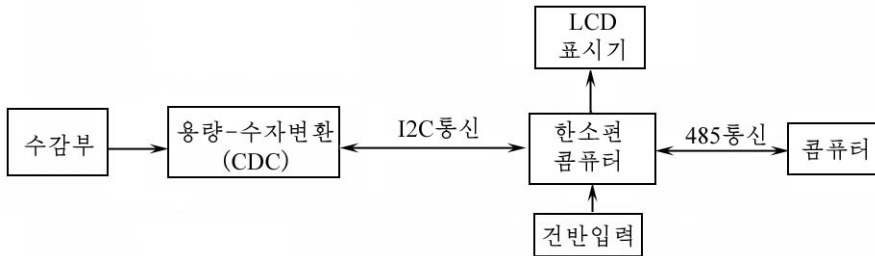 LCD
표시기
수감부
용량-수자변환
(CDC)
I2C통신
한소편
콤퓨터
485통신
콤퓨터
건반입력